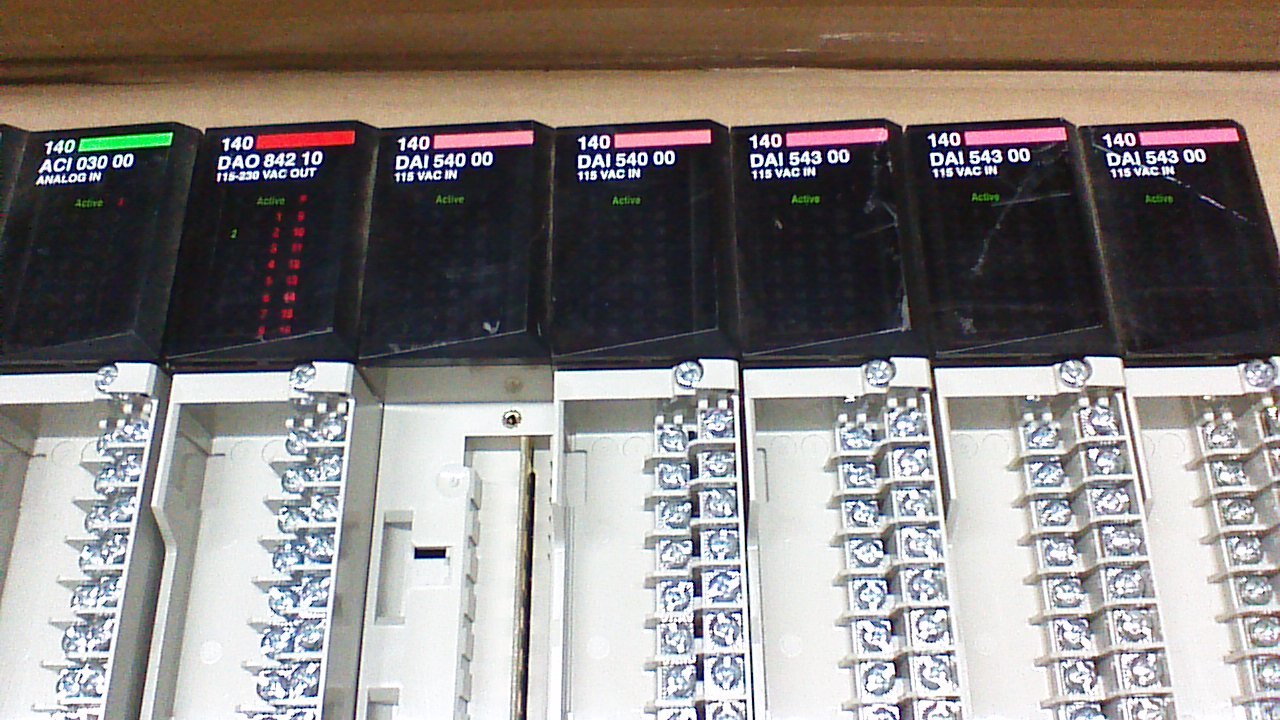 140
ACI 030 00
ANALOG IN
Active
140
DAO 842 10
115-230 VAC OUT
Active F
1 9
2 2 10
3 11
4 12
5 13
6 14
7 15
8 16
140
DAI 540 00
115 VAC IN
Active
140
DAI 540 00
115 VAC IN
Active
140
DAI 543 00
115 VAC IN
Active
140
DAI 543 00
115 VAC IN
Active
140
DAI 543 00
115 VAC IN
Active